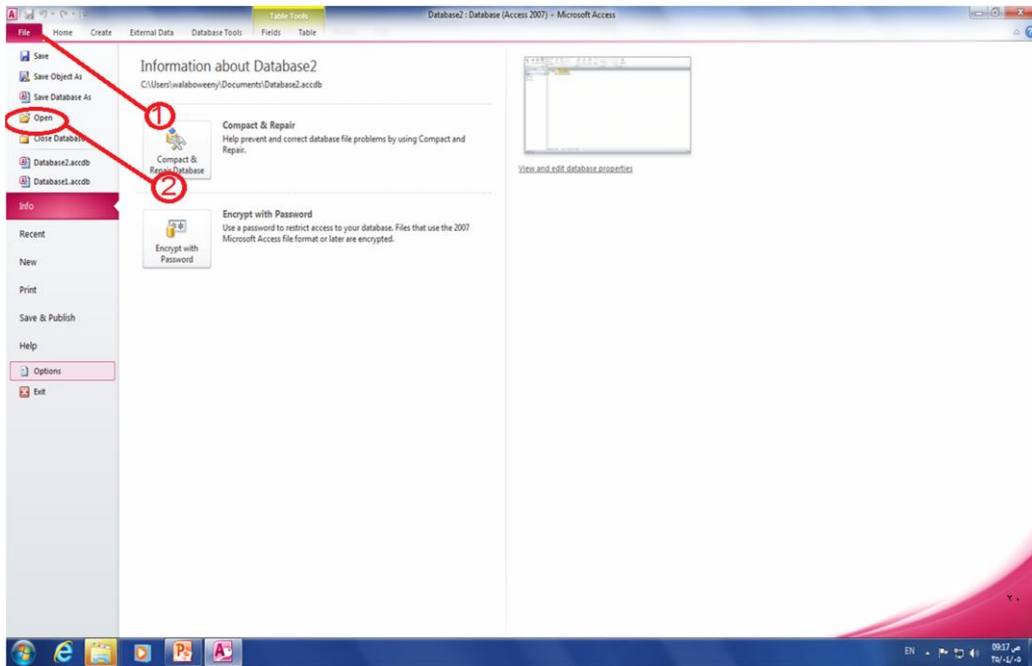 Table Tools
Database2 : Database (Access 2007) - Microsoft Access
File Home Create External Data Database Tools Fields Table
Save
Save Object As
Save Database As
Open
Close Database
Database2.accdb
Database1.accdb
Info
Recent
New
Print
Save & Publish
Help
Options
Exit
Information about Database2
C:\Users\walaboweeny\Documents\Database2.accdb
1
Compact & Repair Database
Compact & Repair
Help prevent and correct database file problems by using Compact and
Repair.
2
Encrypt with
Password
Encrypt with Password
Use a password to restrict access to your database. Files that use the 2007
Microsoft Access file format or later are encrypted.
View and edit database properties
٢٠
EN
09:17 ص